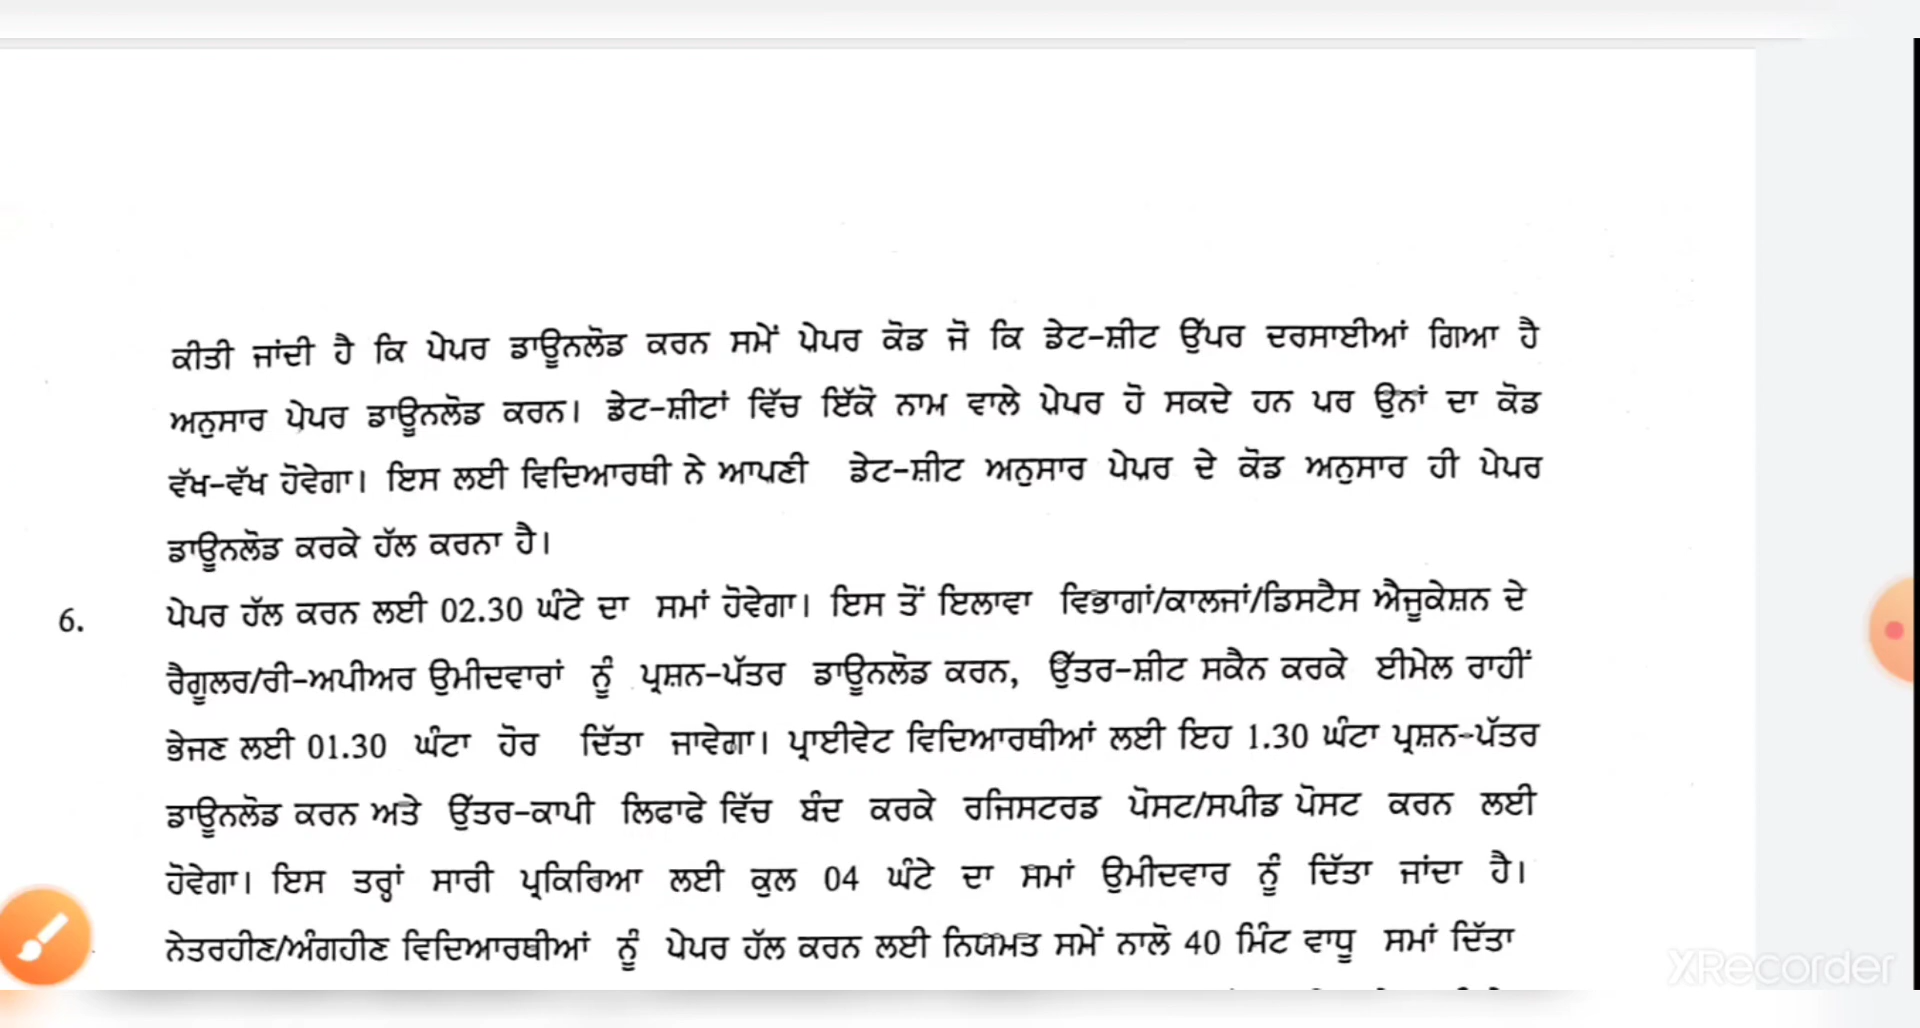 ਕੀਤੀ ਜਾਂਦੀ ਹੈ ਕਿ ਪੇਪਰ ਡਾਊਨਲੋਡ ਕਰਨ ਸਮੇਂ ਪੇਪਰ ਕੋਡ ਜੋ ਕਿ ਡੇਟ-ਸ਼ੀਟ ਉੱਪਰ ਦਰਸਾਈਆਂ ਗਿਆ ਹੈ
ਅਨੁਸਾਰ ਪੇਪਰ ਡਾਊਨਲੋਡ ਕਰਨ। ਡੇਟ-ਸ਼ੀਟਾਂ ਵਿੱਚ ਇੱਕੋ ਨਾਮ ਵਾਲੇ ਪੇਪਰ ਹੋ ਸਕਦੇ ਹਨ ਪਰ ਉਨਾਂ ਦਾ ਕੋਡ
ਵੱਖ-ਵੱਖ ਹੋਵੇਗਾ। ਇਸ ਲਈ ਵਿਦਿਆਰਥੀ ਨੇ ਆਪਣੀ ਡੇਟ-ਸ਼ੀਟ ਅਨੁਸਾਰ ਪੇਪਰ ਦੇ ਕੋਡ ਅਨੁਸਾਰ ਹੀ ਪੇਪਰ
ਡਾਊਨਲੋਡ ਕਰਕੇ ਹੱਲ ਕਰਨਾ ਹੈ।
6. ਪੇਪਰ ਹੱਲ ਕਰਨ ਲਈ 02.30 ਘੰਟੇ ਦਾ ਸਮਾਂ ਹੋਵੇਗਾ। ਇਸ ਤੋਂ ਇਲਾਵਾ ਵਿਭਾਗਾਂ/ਕਾਲਜਾਂ/ਡਿਸਟੈਸ ਐਜੂਕੇਸ਼ਨ ਦੇ
ਰੈਗੂਲਰ/ਰੀ-ਅਪੀਅਰ ਉਮੀਦਵਾਰਾਂ ਨੂੰ ਪ੍ਰਸ਼ਨ-ਪੱਤਰ ਡਾਊਨਲੋਡ ਕਰਨ, ਉੱਤਰ-ਸ਼ੀਟ ਸਕੈਨ ਕਰਕੇ ਈਮੇਲ ਰਾਹੀਂ
ਭੇਜਣ ਲਈ 01.30 ਘੰਟਾ ਹੋਰ ਦਿੱਤਾ ਜਾਵੇਗਾ। ਪ੍ਰਾਈਵੇਟ ਵਿਦਿਆਰਥੀਆਂ ਲਈ ਇਹ 1.30 ਘੰਟਾ ਪ੍ਰਸ਼ਨ-ਪੱਤਰ
ਡਾਊਨਲੋਡ ਕਰਨ ਅਤੇ ਉੱਤਰ-ਕਾਪੀ ਲਿਫਾਫੇ ਵਿੱਚ ਬੰਦ ਕਰਕੇ ਰਜਿਸਟਰਡ ਪੋਸਟ/ਸਪੀਡ ਪੋਸਟ ਕਰਨ ਲਈ
ਹੋਵੇਗਾ। ਇਸ ਤਰ੍ਹਾਂ ਸਾਰੀ ਪ੍ਰਕਿਰਿਆ ਲਈ ਕੁਲ 04 ਘੰਟੇ ਦਾ ਸਮਾਂ ਉਮੀਦਵਾਰ ਨੂੰ ਦਿੱਤਾ ਜਾਂਦਾ ਹੈ।
ਨੇਤਰਹੀਣ/ਅੰਗਹੀਣ ਵਿਦਿਆਰਥੀਆਂ ਨੂੰ ਪੇਪਰ ਹੱਲ ਕਰਨ ਲਈ ਨਿਯਮਤ ਸਮੇਂ ਨਾਲੋ 40 ਮਿੰਟ ਵਾਧੂ ਸਮਾਂ ਦਿੱਤਾ
XRecorder